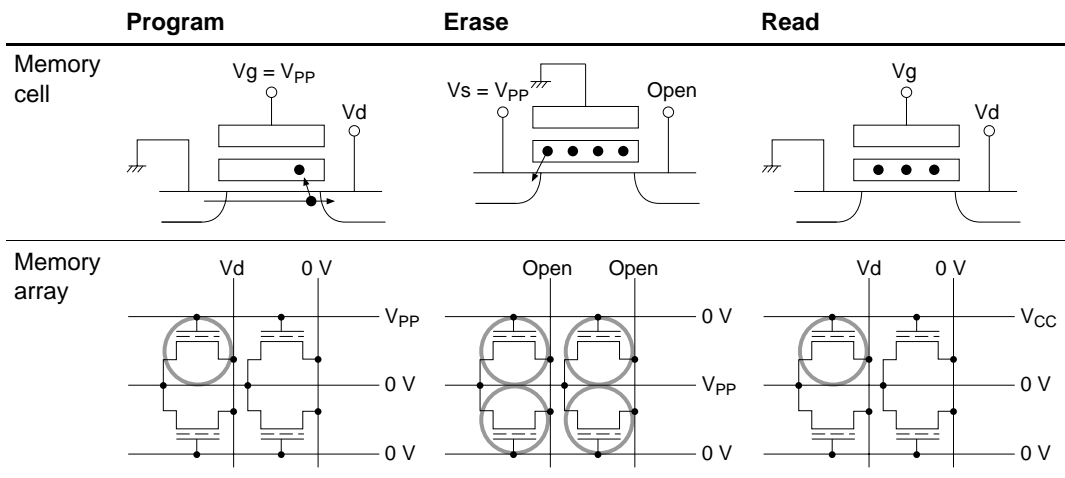 Program Erase Read
Memory
cell
Vg = VPP
Vd
Vs = VPP
Open
Vg
Vd
Memory
array
Vd 0 V
VPP
0 V
0 V
Open Open
0 V
VPP
0 V
Vd 0 V
VCC
0 V
0 V